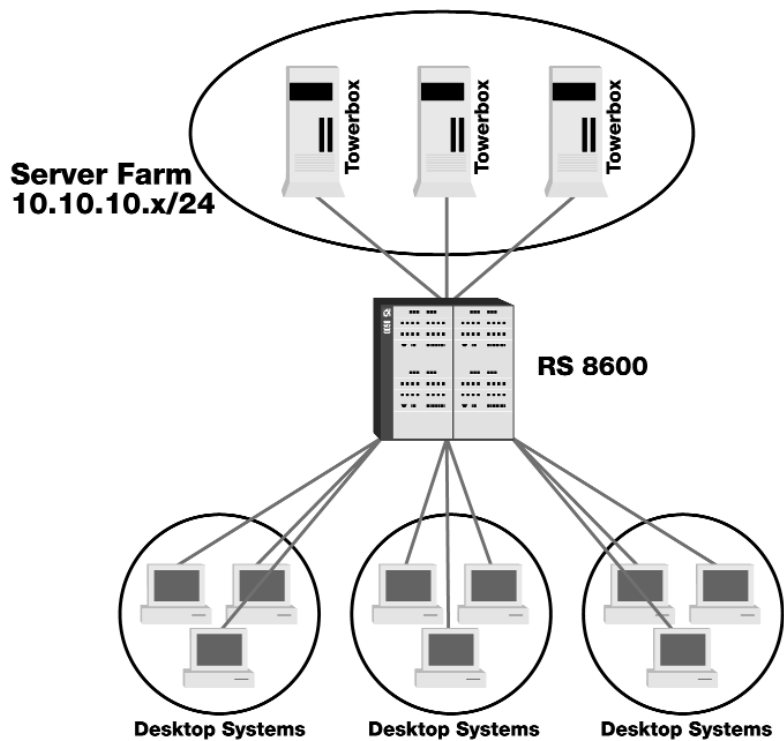 Towerbox
Towerbox
Towerbox
Server Farm
10.10.10.x/24
RS 8600
Desktop Systems
Desktop Systems
Desktop Systems